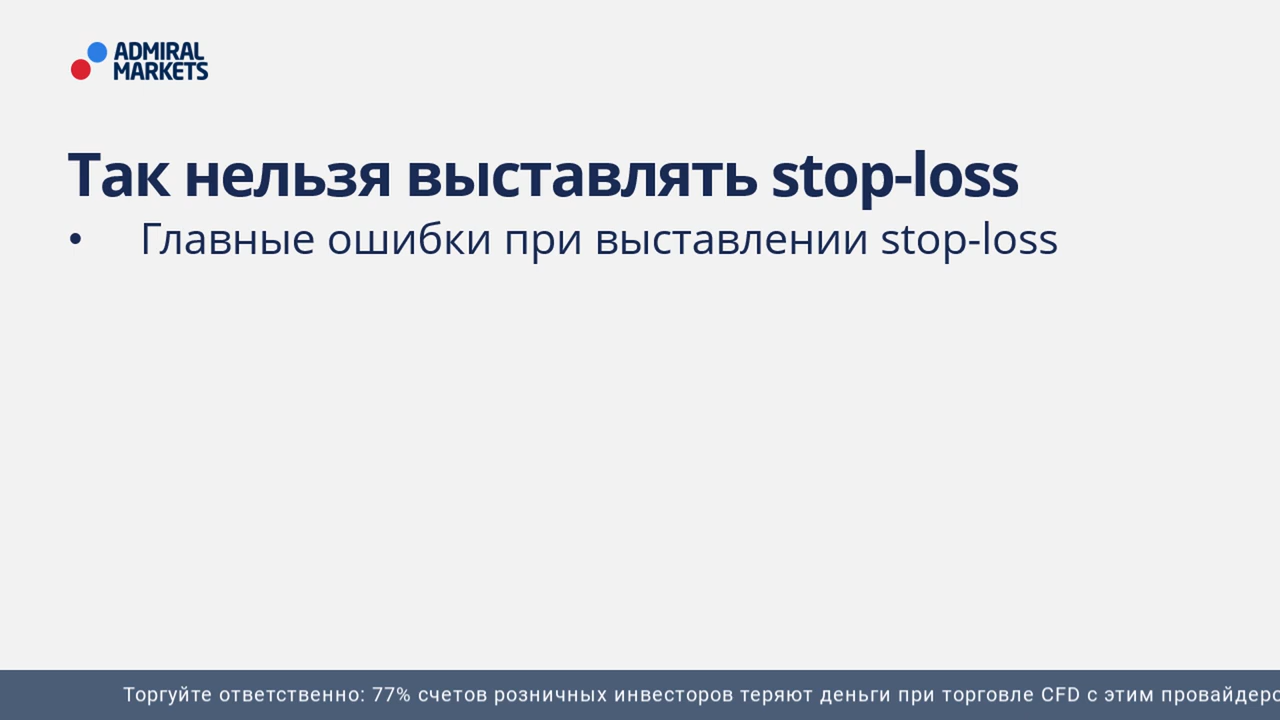 ADMIRAL
MARKETS
Так нельзя выставлять stop-loss
• Главные ошибки при выставлении stop-loss
Торгуйте ответственно: 77% счетов розничных инвесторов теряют деньги при торговле CFD с этим